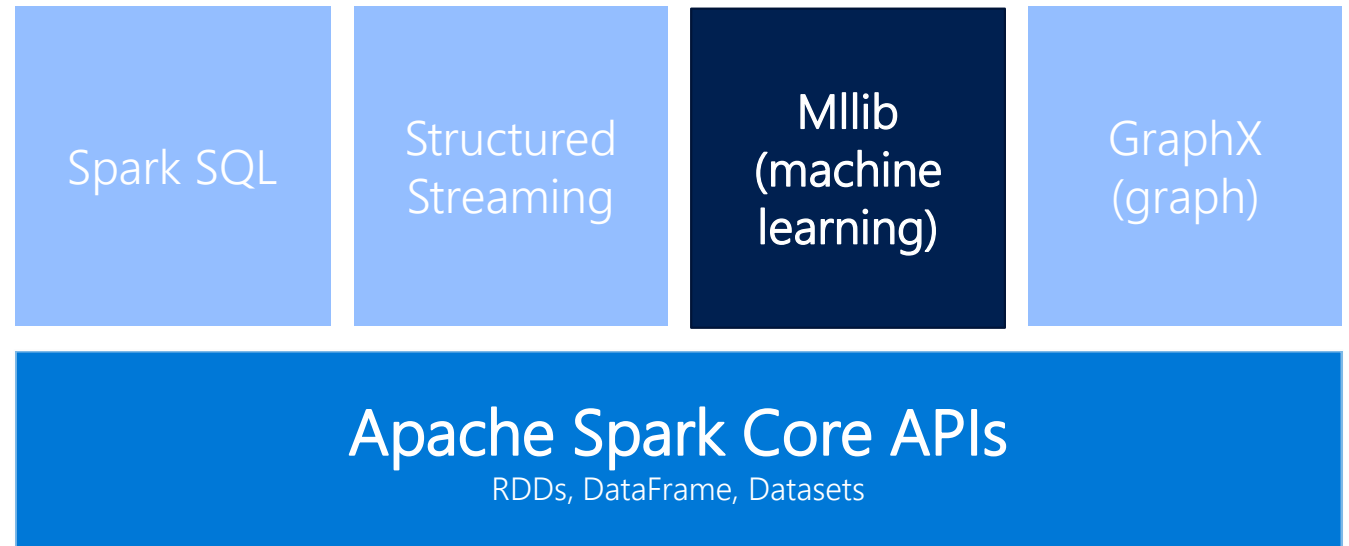 Spark SQL
Structured
Streaming
Mllib
(machine
learning)
GraphX
(graph)
Apache Spark Core APIs
RDDs, DataFrame, Datasets